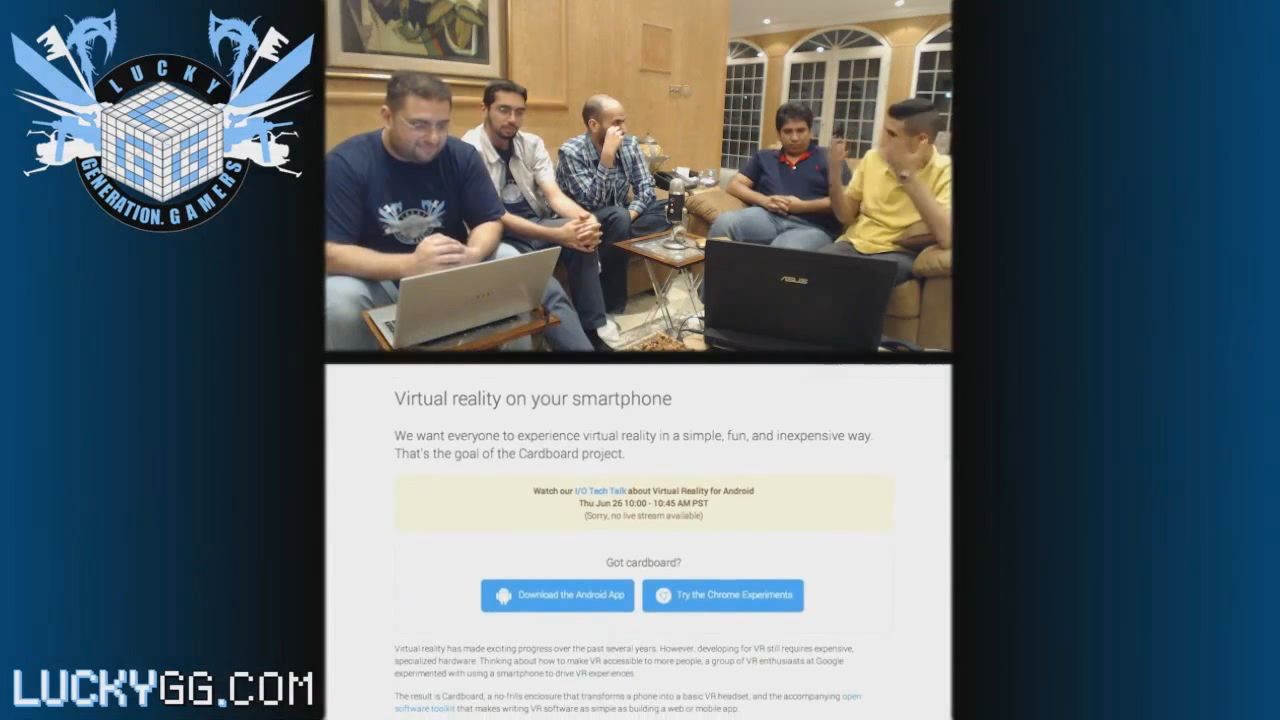 LUCKY
GENERATION.GAMERS
ASUS
Virtual reality on your smartphone
We want everyone to experience virtual reality in a simple, fun, and inexpensive way.
That's the goal of the Cardboard project.
Watch our I/O Tech Talk about Virtual Reality for Android
Thu Jun 26 10:00 - 10:45 AM PST
(Sorry, no live stream available)
Got cardboard?
Download the Android App
Try the Chrome Experiments
Virtual reality has made exciting progress over the past several years. However, developing for VR still requires expensive,
specialized hardware. Thinking about how to make VR accessible to more people, a group of VR enthusiasts at Google
experimented with using a smartphone to drive VR experiences.
The result is Cardboard, a no-frills enclosure that transforms a phone into a basic VR headset, and the accompanying open
software toolkit that makes writing VR software as simple as building a web or mobile app.
LUCKYGG.COM